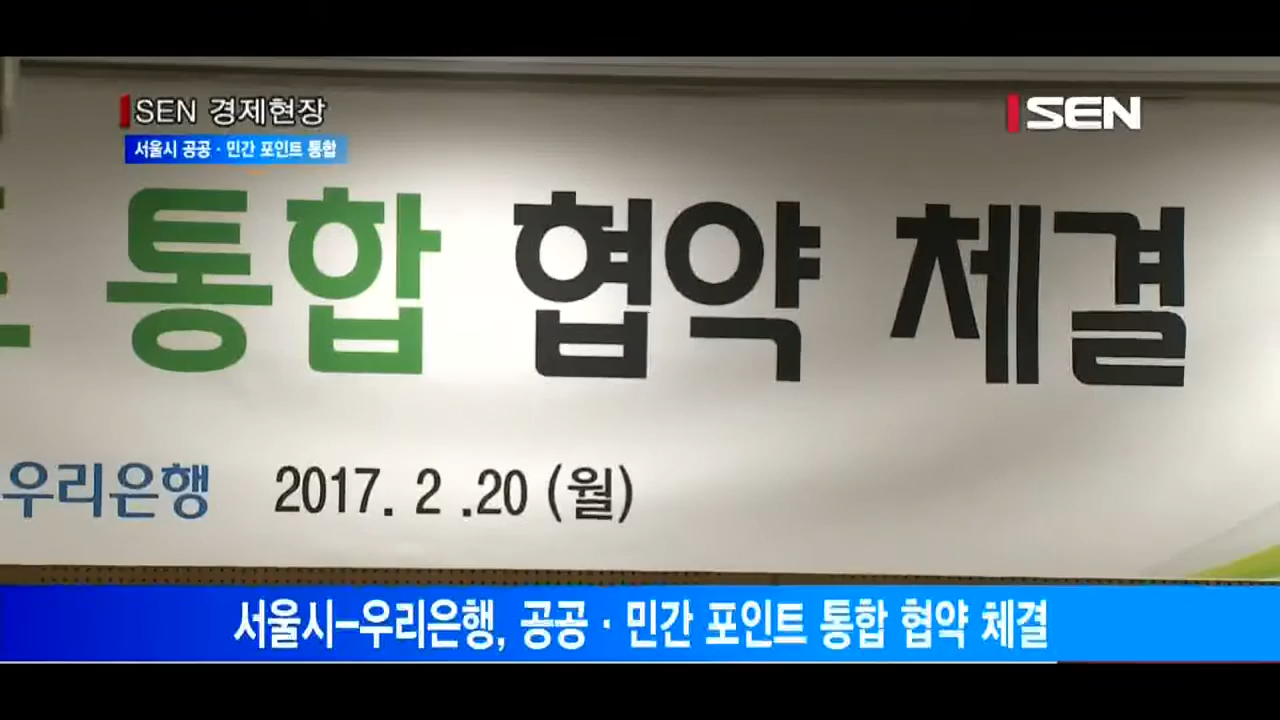 SEN 경제현장
SEN
서울시 공공·민간 포인트 통합
통합 협약 체결
우리은행 2017. 2 .20 (월)
서울시-우리은행, 공공·민간 포인트 통합 협약 체결